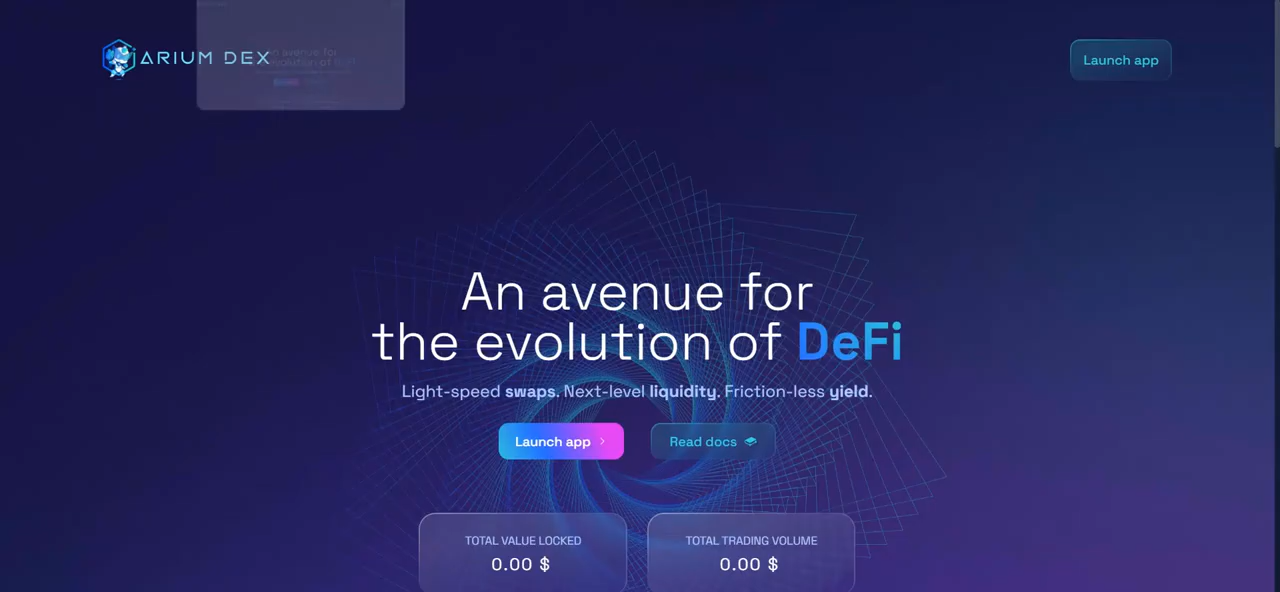 ARIUM DEX
Launch app
An avenue for
the evolution of DeFi
Light-speed swaps. Next-level liquidity. Friction-less yield.
Launch app
Read docs
TOTAL VALUE LOCKED
0.00 $
TOTAL TRADING VOLUME
0.00 $